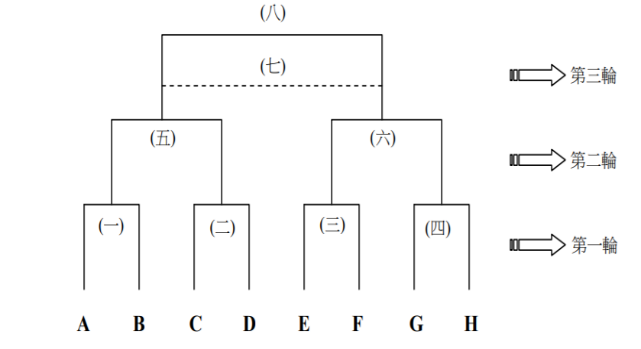 (八)
(七)
第三輪
(五)
(六)
第二輪
(一)
(二)
(三)
(四)
第一輪
A B C D E F G H